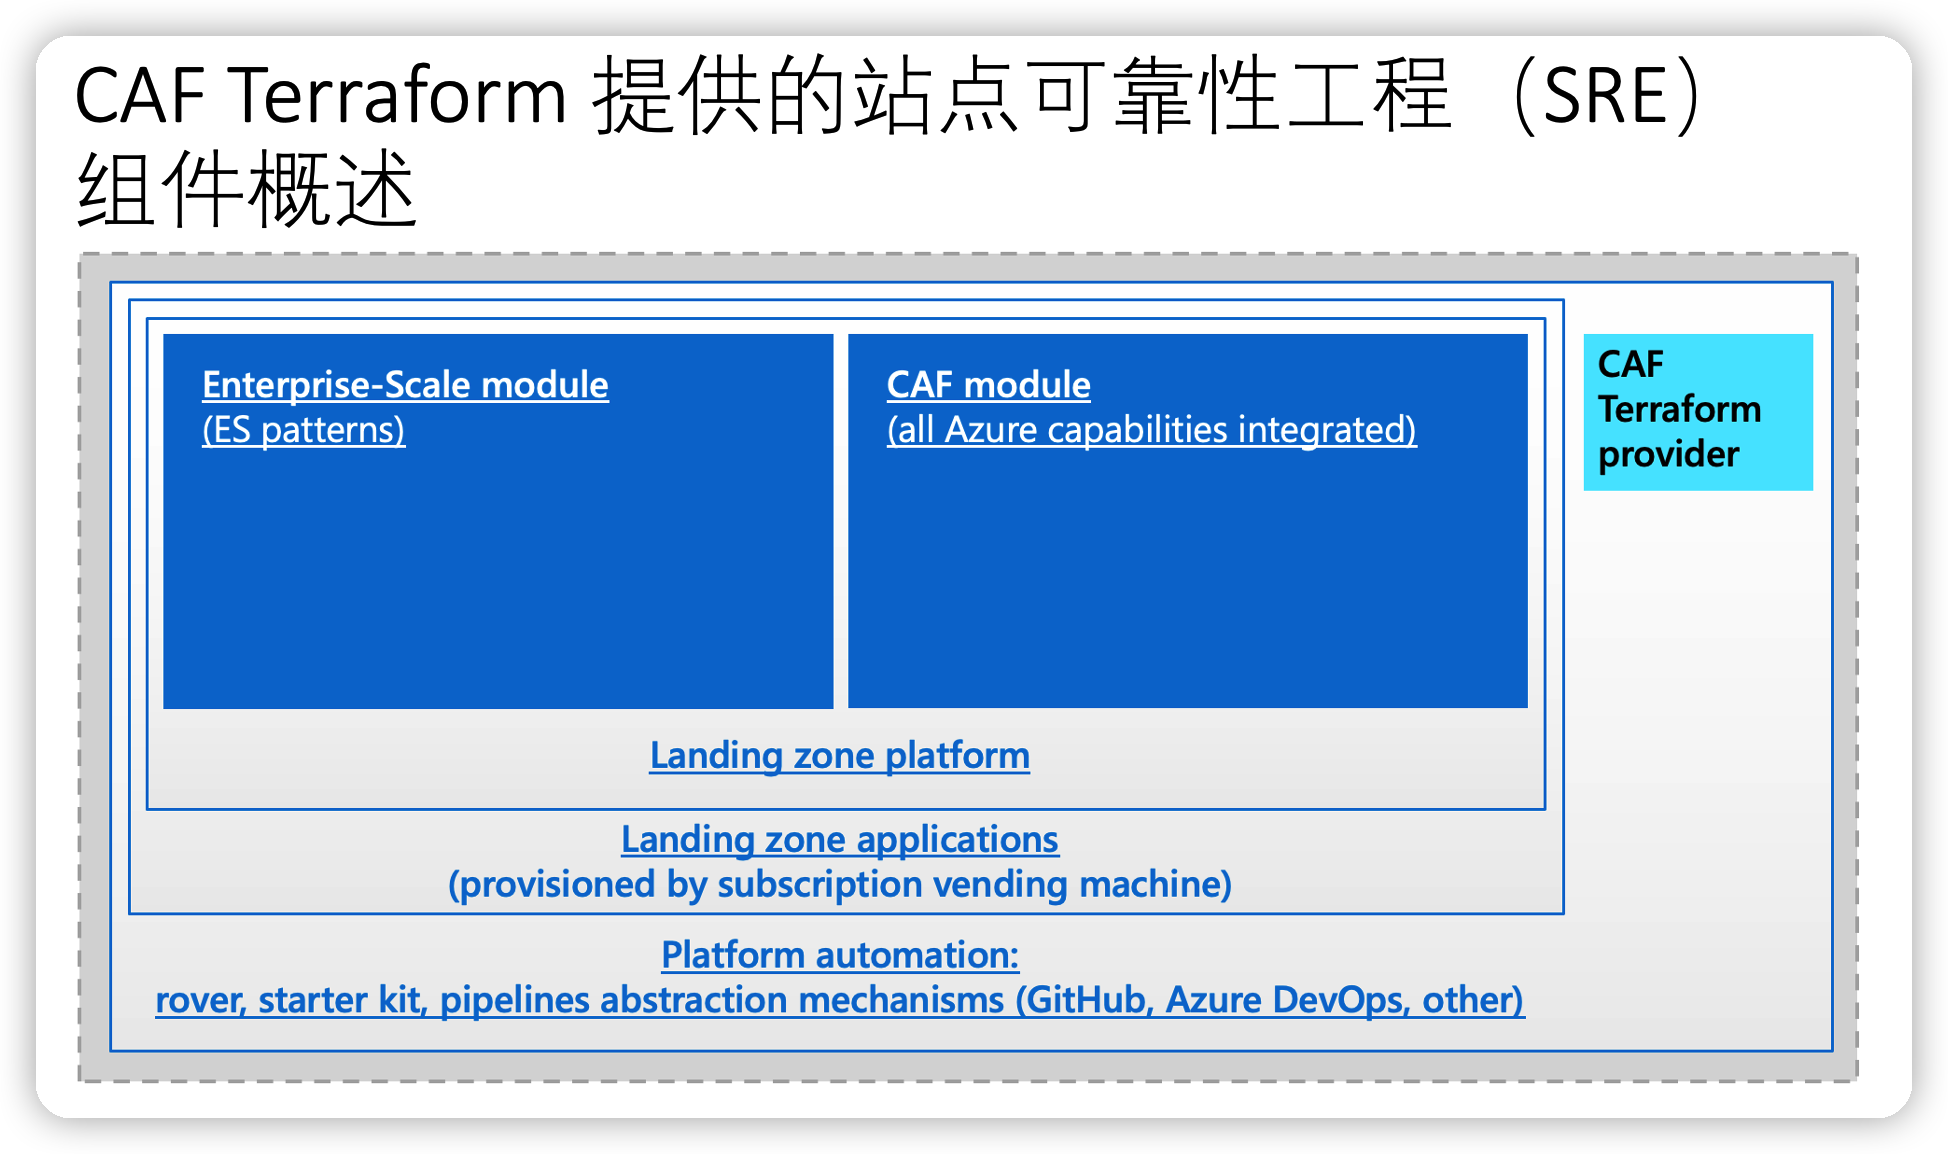 CAF Terraform 提供的站点可靠性工程（SRE）
组件概述
Enterprise-Scale module
(ES patterns)
CAF module
(all Azure capabilities integrated)
CAF
Terraform
provider
Landing zone platform
Landing zone applications
(provisioned by subscription vending machine)
Platform automation:
rover, starter kit, pipelines abstraction mechanisms (GitHub, Azure DevOps, other)